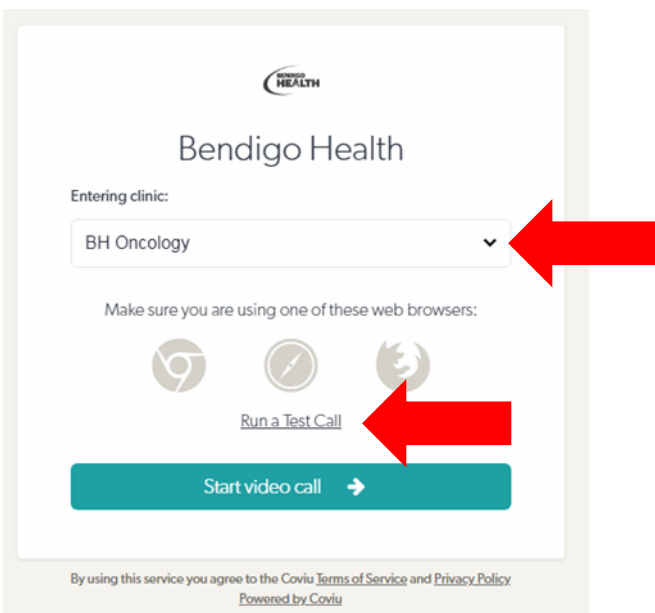 BENDIGO
HEALTH
Bendigo Health
Entering clinic:
BH Oncology
Make sure you are using one of these web browsers:
Run a Test Call
Start video call
By using this service you agree to the Coviu Terms of Service and Privacy Policy
Powered by Coviu